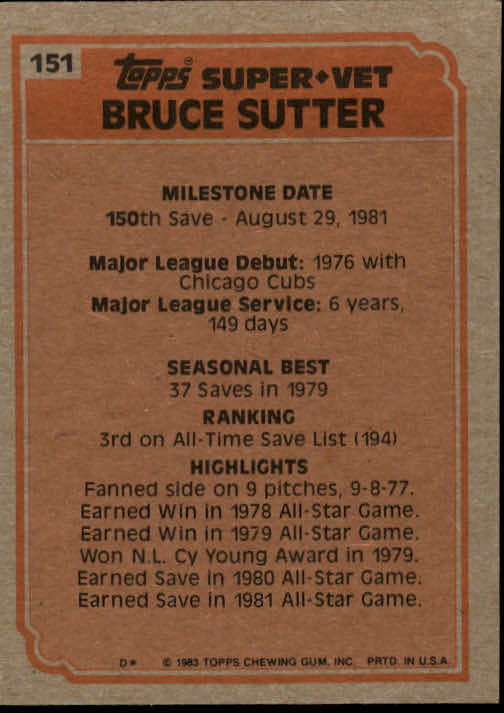 151
Topps® SUPER♦VET
BRUCE SUTTER
MILESTONE DATE
150th Save - August 29, 1981
Major League Debut: 1976 with
Chicago Cubs
Major League Service: 6 years,
149 days
SEASONAL BEST
37 Saves in 1979
RANKING
3rd on All-Time Save List (194)
HIGHLIGHTS
Fanned side on 9 pitches, 9-8-77.
Earned Win in 1978 All-Star Game.
Earned Win in 1979 All-Star Game.
Won N.L. Cy Young Award in 1979.
Earned Save in 1980 All-Star Game.
Earned Save in 1981 All-Star Game.
D* © 1983 TOPPS CHEWING GUM, INC. PRTD. IN U.S.A.